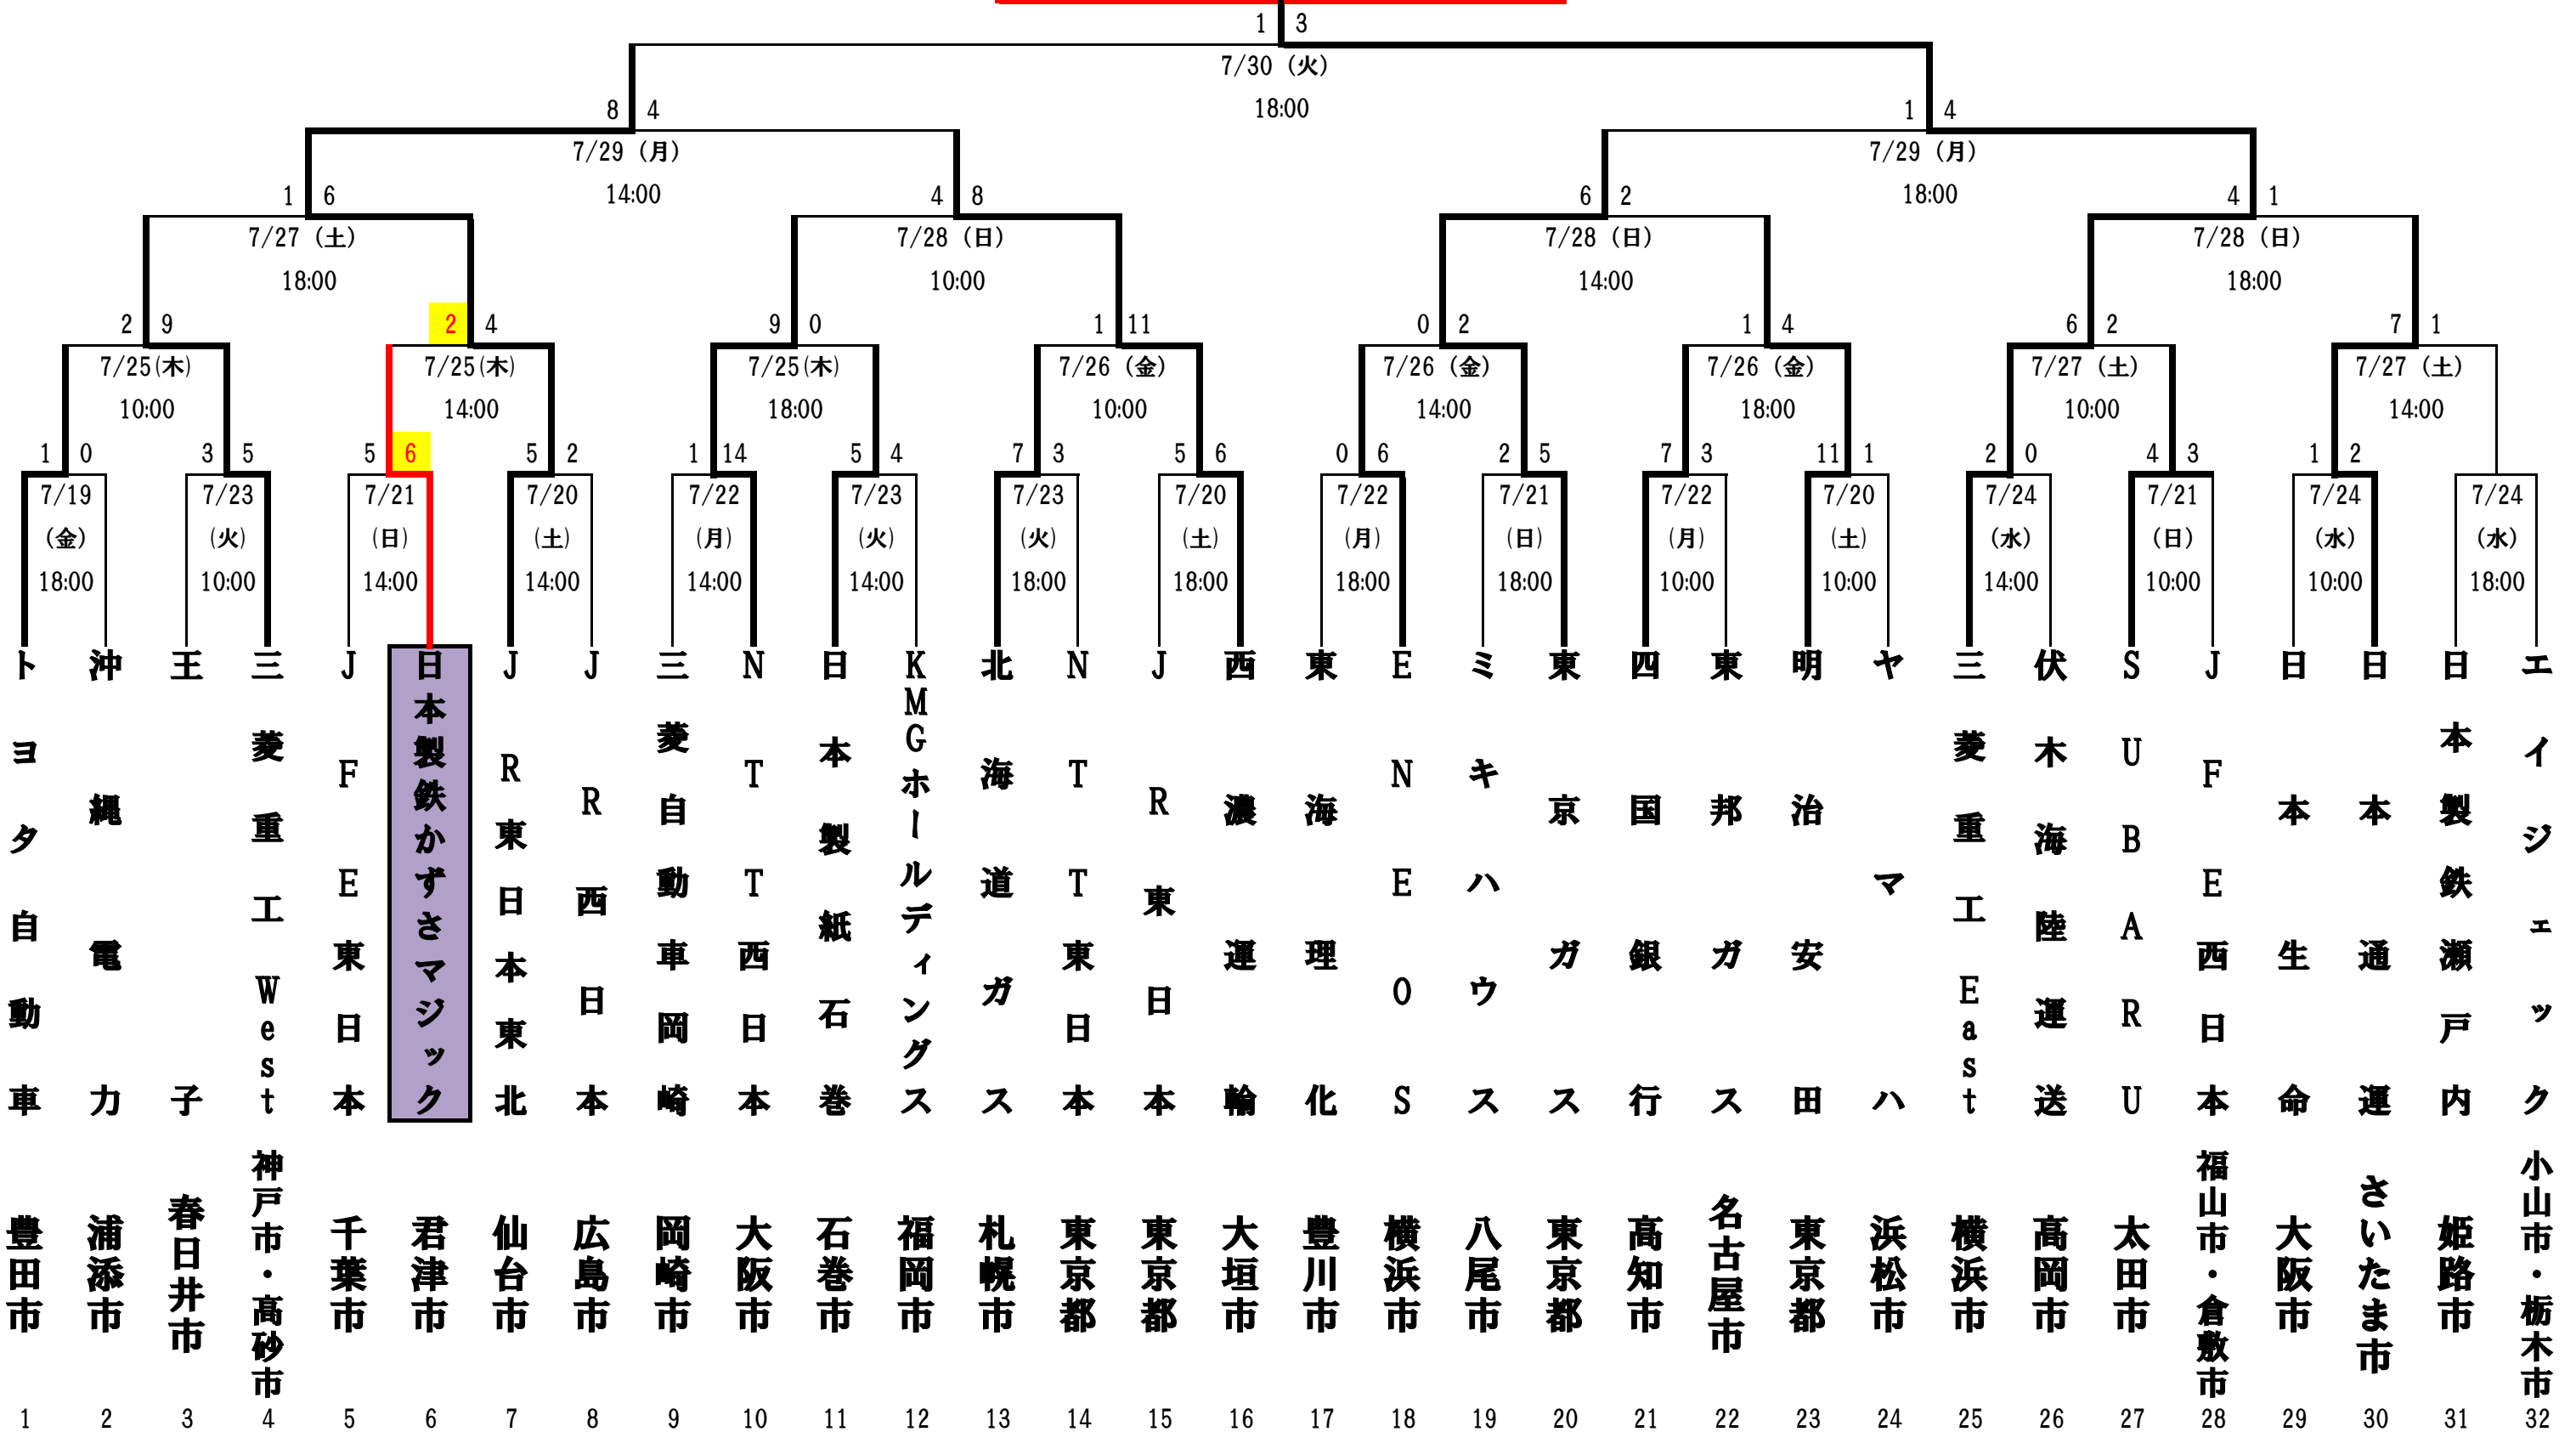 1 3
7/30 (火)
18:00
8 4
1 4
7/29 (月)
7/29 (月)
14:00
18:00
1 6
4 8
6 2
4 1
7/27 (土)
7/28 (日)
7/28 (日)
7/28 (日)
18:00
10:00
14:00
18:00
2 9
2 4
9 0
1 11
0 2
1 4
6 2
7 1
7/25(木)
7/25(木)
7/25(木)
7/26 (金)
7/26 (金)
7/26 (金)
7/27 (土)
7/27 (土)
10:00
14:00
18:00
10:00
14:00
18:00
10:00
14:00
1 0
3 5
5 6
5 2
1 14
5 4
7 3
5 6
0 6
2 5
7 3
11 1
2 0
4 3
1 2
7/19
7/23
7/21
7/20
7/22
7/23
7/23
7/20
7/22
7/21
7/22
7/20
7/24
7/21
7/24
7/24
(金)
(火)
(日)
(土)
(月)
(火)
(火)
(土)
(月)
(日)
(月)
(土)
(水)
(日)
(水)
(水)
18:00
10:00
14:00
14:00
14:00
14:00
18:00
18:00
18:00
18:00
10:00
10:00
14:00
10:00
10:00
18:00
トヨタ自動車
沖縄電力
王子
三菱重工West
JFE東日本
日本製鉄かずさマジック
JR東日本東北
JR西日本
三菱自動車岡崎
NTT西日本
日本製紙石巻
KMGホールディングス
北海道ガス
NTT東日本
JR東日本
西濃運輸
東海理化
ENEOS
ミキハウス
東京ガス
四国銀行
東邦ガス
明治安田
ヤマハ
三菱重工East
伏木海陸運送
SUBARU
JFE西日本
日本生命
日本通運
日本製鉄瀬戸内
エイジェック
豊田市
浦添市
春日井市
神戸市・高砂市
千葉市
君津市
仙台市
広島市
岡崎市
大阪市
石巻市
福岡市
札幌市
東京都
東京都
大垣市
豊川市
横浜市
八尾市
東京都
高知市
名古屋市
東京都
浜松市
横浜市
高岡市
太田市
福山市・倉敷市
大阪市
さいたま市
姫路市
小山市・栃木市
1 2 3 4 5 6 7 8 9 10 11 12 13 14 15 16 17 18 19 20 21 22 23 24 25 26 27 28 29 30 31 32